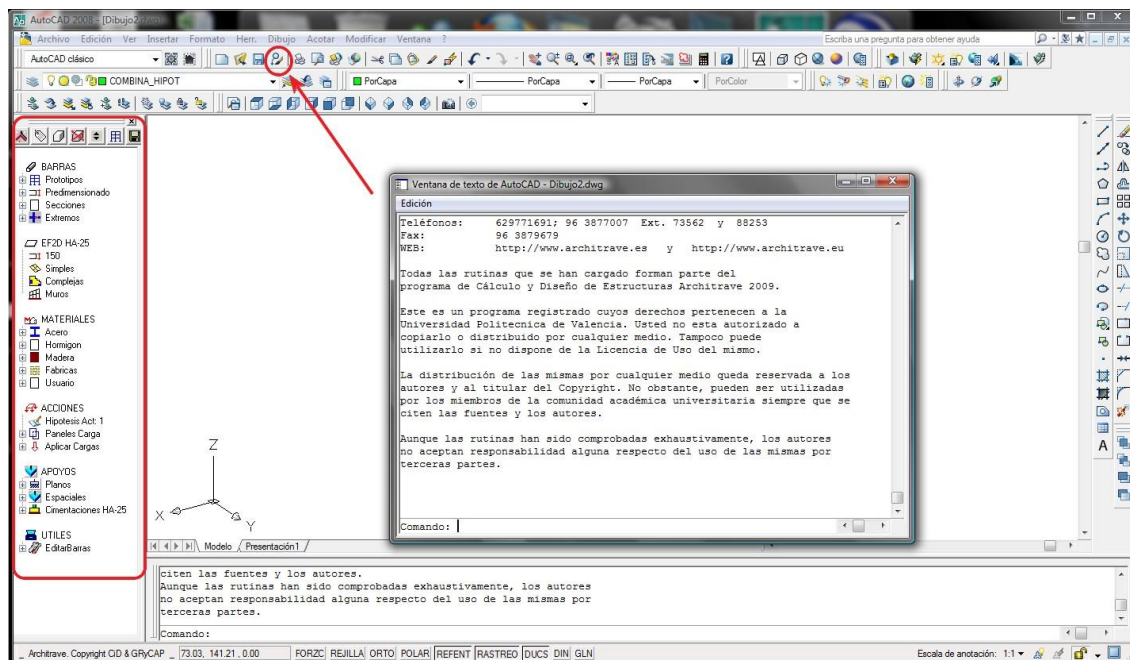 AutoCAD 2008 - [Dibujo2.dwg]
Archivo Edición Ver Insertar Formato Herr. Dibujo Acotar Modificar Ventana ?
Escriba una pregunta para obtener ayuda
AutoCAD clásico
COMBINA_HIPOT
PorCapa
PorCapa
PorCapa
PorColor
BARRAS
Prototipos
Predimensionado
Secciones
Extremos
EF2D HA-25
150
Simples
Complejas
Muros
MATERIALES
Acero
Hormigon
Madera
Fabricas
Usuario
ACCIONES
Hipotesis Act: 1
Paneles Carga
Aplicar Cargas
APOYOS
Planos
Espaciales
Cimentaciones HA-25
UTILES
EditarBarras
Z
X
Y
Modelo
Presentación1
Ventana de texto de AutoCAD - Dibujo2.dwg
Edición
Teléfonos: 629771691; 96 3877007 Ext. 73562 y 88253
Fax: 96 3879679
WEB: http://www.architrave.es y http://www.architrave.eu
Todas las rutinas que se han cargado forman parte del
programa de Cálculo y Diseño de Estructuras Architrave 2009.
Este es un programa registrado cuyos derechos pertenecen a la
Universidad Politecnica de Valencia. Usted no esta autorizado a
copiarlo o distribuido por cualquier medio. Tampoco puede
utilizarlo si no dispone de la Licencia de Uso del mismo.
La distribución de las mismas por cualquier medio queda reservada a los
autores y al titular del Copyright. No obstante, pueden ser utilizadas
por los miembros de la comunidad académica universitaria siempre que se
citen las fuentes y los autores.
Aunque las rutinas han sido comprobadas exhaustivamente, los autores
no aceptan responsabilidad alguna respecto del uso de las mismas por
terceras partes.
Comando:
citen las fuentes y los autores.
Aunque las rutinas han sido comprobadas exhaustivamente, los autores
no aceptan responsabilidad alguna respecto del uso de las mismas por
terceras partes.
Comando:
Architrave. Copyright GiD & GRyCAP
73.03, 141.21 , 0.00
FORZC REJILLA ORTO POLAR REFENT RASTREO DUCS DIN GLN
Escala de anotación: 1:1